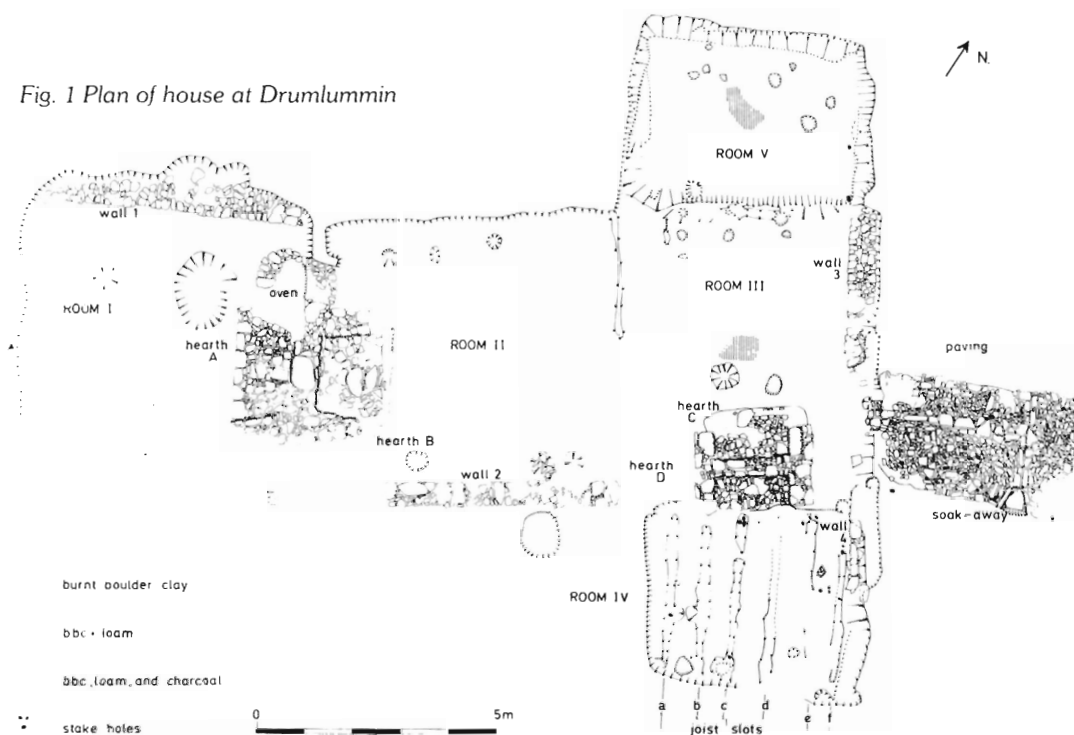 N.
Fig. 1 Plan of house at Drumlummin
ROOM V
wall 1
wall
3
ROOM I
oven
ROOM III
hearth
A
ROOM II
paving
hearth
C
hearth B
wall 2
hearth
D
soak-away
wall
4
ROOM IV
burnt boulder clay
bbc + loam
bbc, loam, and charcoal
stake holes
0
5m
a
b
c
d
e
f
joist slots